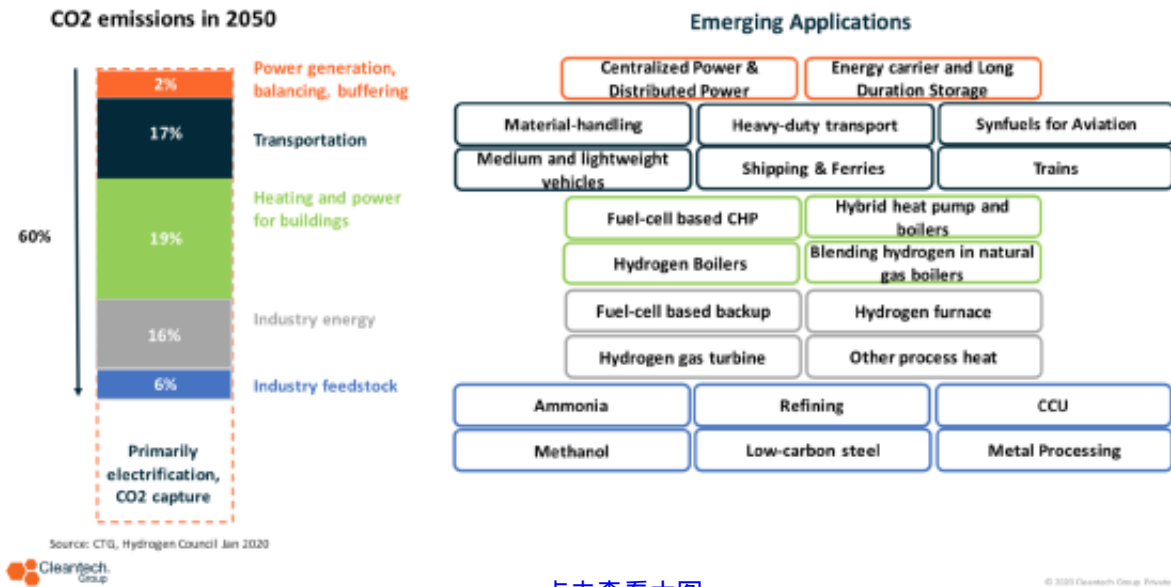 CO2 emissions in 2050
Emerging Applications
60%
2%
17%
19%
16%
6%
Primarily
electrification,
CO2 capture
Power generation,
balancing, buffering
Transportation
Heating and power
for buildings
Industry energy
Industry feedstock
Centralized Power &
Distributed Power
Energy carrier and Long
Duration Storage
Material-handling
Heavy-duty transport
Synfuels for Aviation
Medium and lightweight
vehicles
Shipping & Ferries
Trains
Fuel-cell based CHP
Hybrid heat pump and
boilers
Hydrogen Boilers
Blending hydrogen in natural
gas boilers
Fuel-cell based backup
Hydrogen furnace
Hydrogen gas turbine
Other process heat
Ammonia
Refining
CCU
Methanol
Low-carbon steel
Metal Processing
Source: CTG, Hydrogen Council Jan 2020
Cleantech
Group
© 2020 Cleantech Group. Private